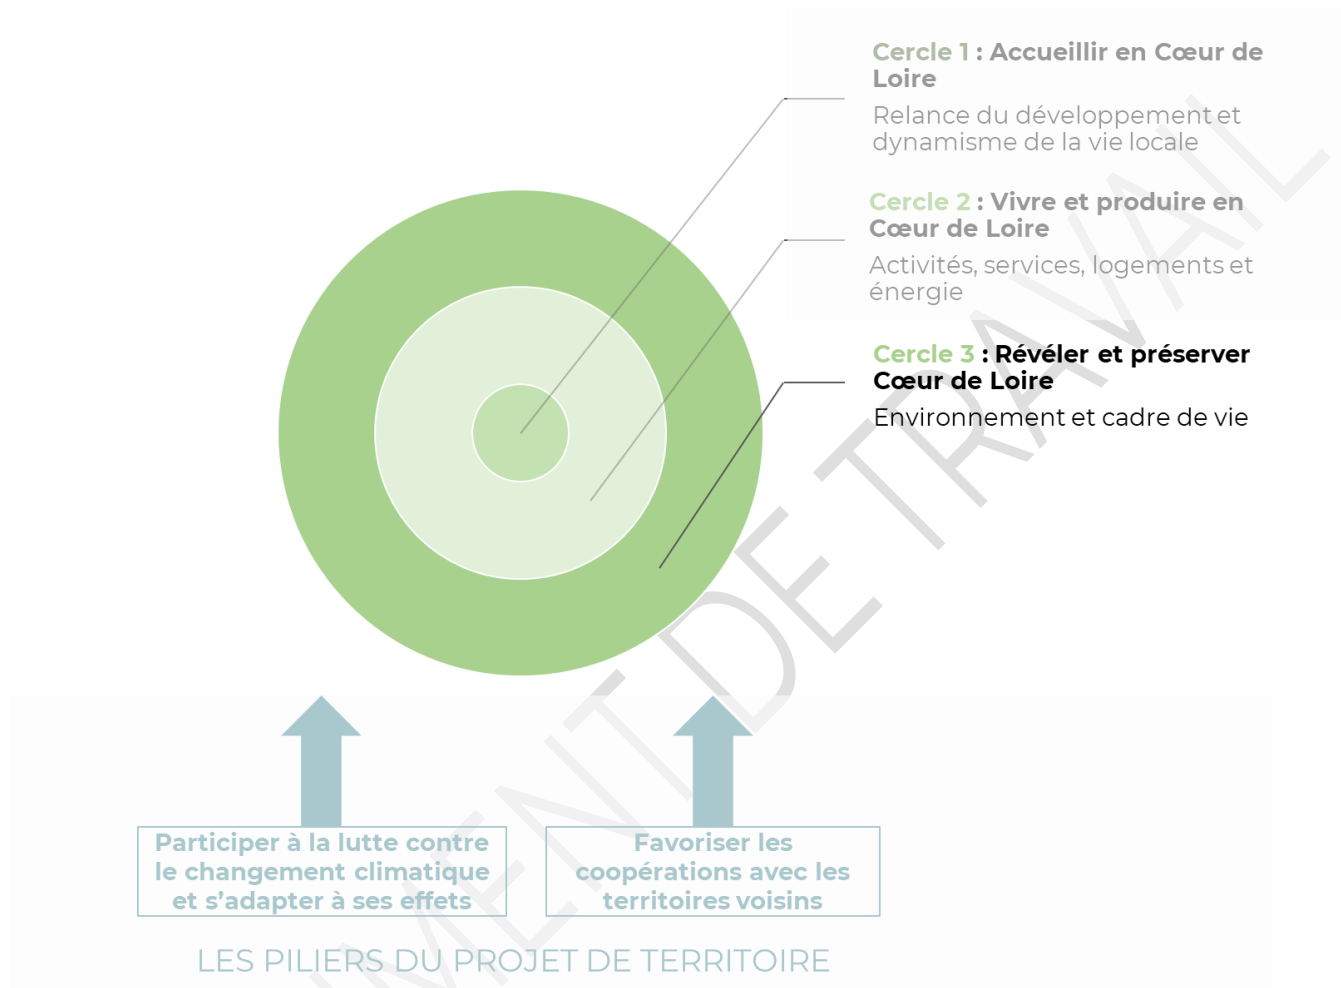 Cercle 1 : Accueillir en Cœur de
Loire
Relance du développement et
dynamisme de la vie locale
Cercle 2 : Vivre et produire en
Cœur de Loire
Activités, services, logements et
énergie
Cercle 3 : Révéler et préserver
Cœur de Loire
Environnement et cadre de vie
Participer à la lutte contre
le changement climatique
et s’adapter à ses effets
Favoriser les
coopérations avec les
territoires voisins
LES PILIERS DU PROJET DE TERRITOIRE
MENT DE TRAVAIL